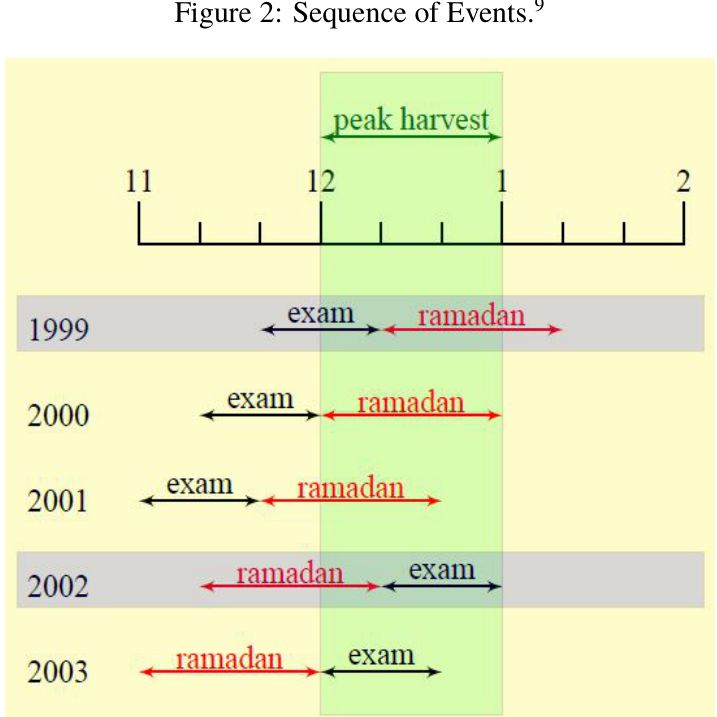 Figure 2: Sequence of Events.9
peak harvest
11 12 1 2
1999 exam ramadan
2000 exam ramadan
2001 exam ramadan
2002 ramadan exam
2003 ramadan exam